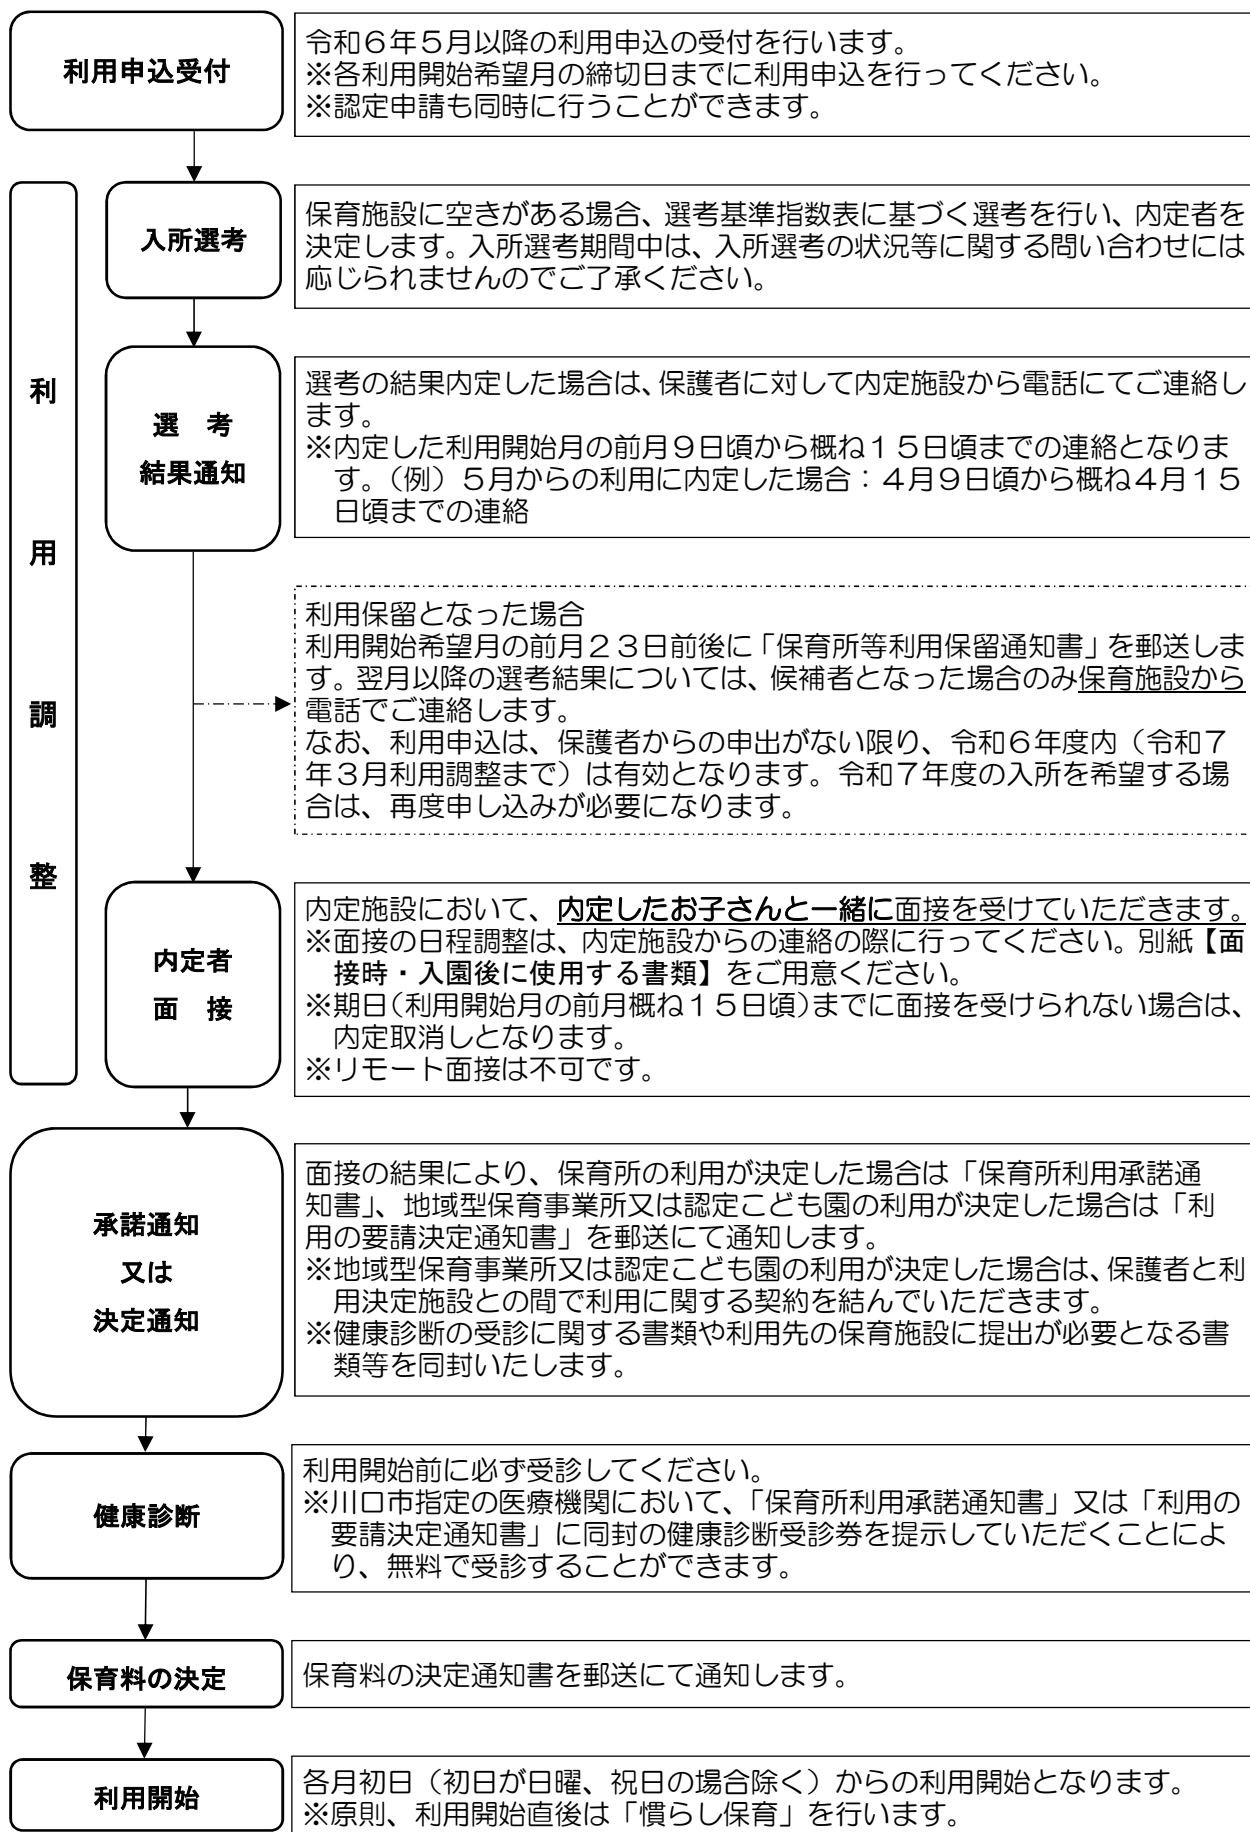 利用申込受付
令和６年５月以降の利用申込の受付を行います。
※各利用開始希望月の締切日までに利用申込を行ってください。
※認定申請も同時に行うことができます。
利用調整
入所選考
保育施設に空きがある場合、選考基準指数表に基づく選考を行い、内定者を
決定します。入所選考期間中は、入所選考の状況等に関する問い合わせには
応じられませんのでご了承ください。
選　考
結果通知
選考の結果内定した場合は、保護者に対して内定施設から電話にてご連絡し
ます。
※内定した利用開始月の前月９日頃から概ね１５日頃までの連絡となりま
す。（例）５月からの利用に内定した場合：４月９日頃から概ね４月１５
日頃までの連絡
利用保留となった場合
利用開始希望月の前月２３日前後に「保育所等利用保留通知書」を郵送しま
す。翌月以降の選考結果については、候補者となった場合のみ保育施設から
電話でご連絡します。
なお、利用申込は、保護者からの申出がない限り、令和６年度内（令和７
年３月利用調整まで）は有効となります。令和７年度の入所を希望する場
合は、再度申し込みが必要になります。
内定者
面　接
内定施設において、内定したお子さんと一緒に面接を受けていただきます。
※面接の日程調整は、内定施設からの連絡の際に行ってください。別紙【面
接時・入園後に使用する書類】をご用意ください。
※期日（利用開始月の前月概ね１５日頃）までに面接を受けられない場合は、
内定取消しとなります。
※リモート面接は不可です。
承諾通知
又は
決定通知
面接の結果により、保育所の利用が決定した場合は「保育所利用承諾通
知書」、地域型保育事業所又は認定こども園の利用が決定した場合は「利
用の要請決定通知書」を郵送にて通知します。
※地域型保育事業所又は認定こども園の利用が決定した場合は、保護者と利
用決定施設との間で利用に関する契約を結んでいただきます。
※健康診断の受診に関する書類や利用先の保育施設に提出が必要となる書
類等を同封いたします。
健康診断
利用開始前に必ず受診してください。
※川口市指定の医療機関において、「保育所利用承諾通知書」又は「利用の
要請決定通知書」に同封の健康診断受診券を提示していただくことによ
り、無料で受診することができます。
保育料の決定
保育料の決定通知書を郵送にて通知します。
利用開始
各月初日（初日が日曜、祝日の場合除く）からの利用開始となります。
※原則、利用開始直後は「慣らし保育」を行います。